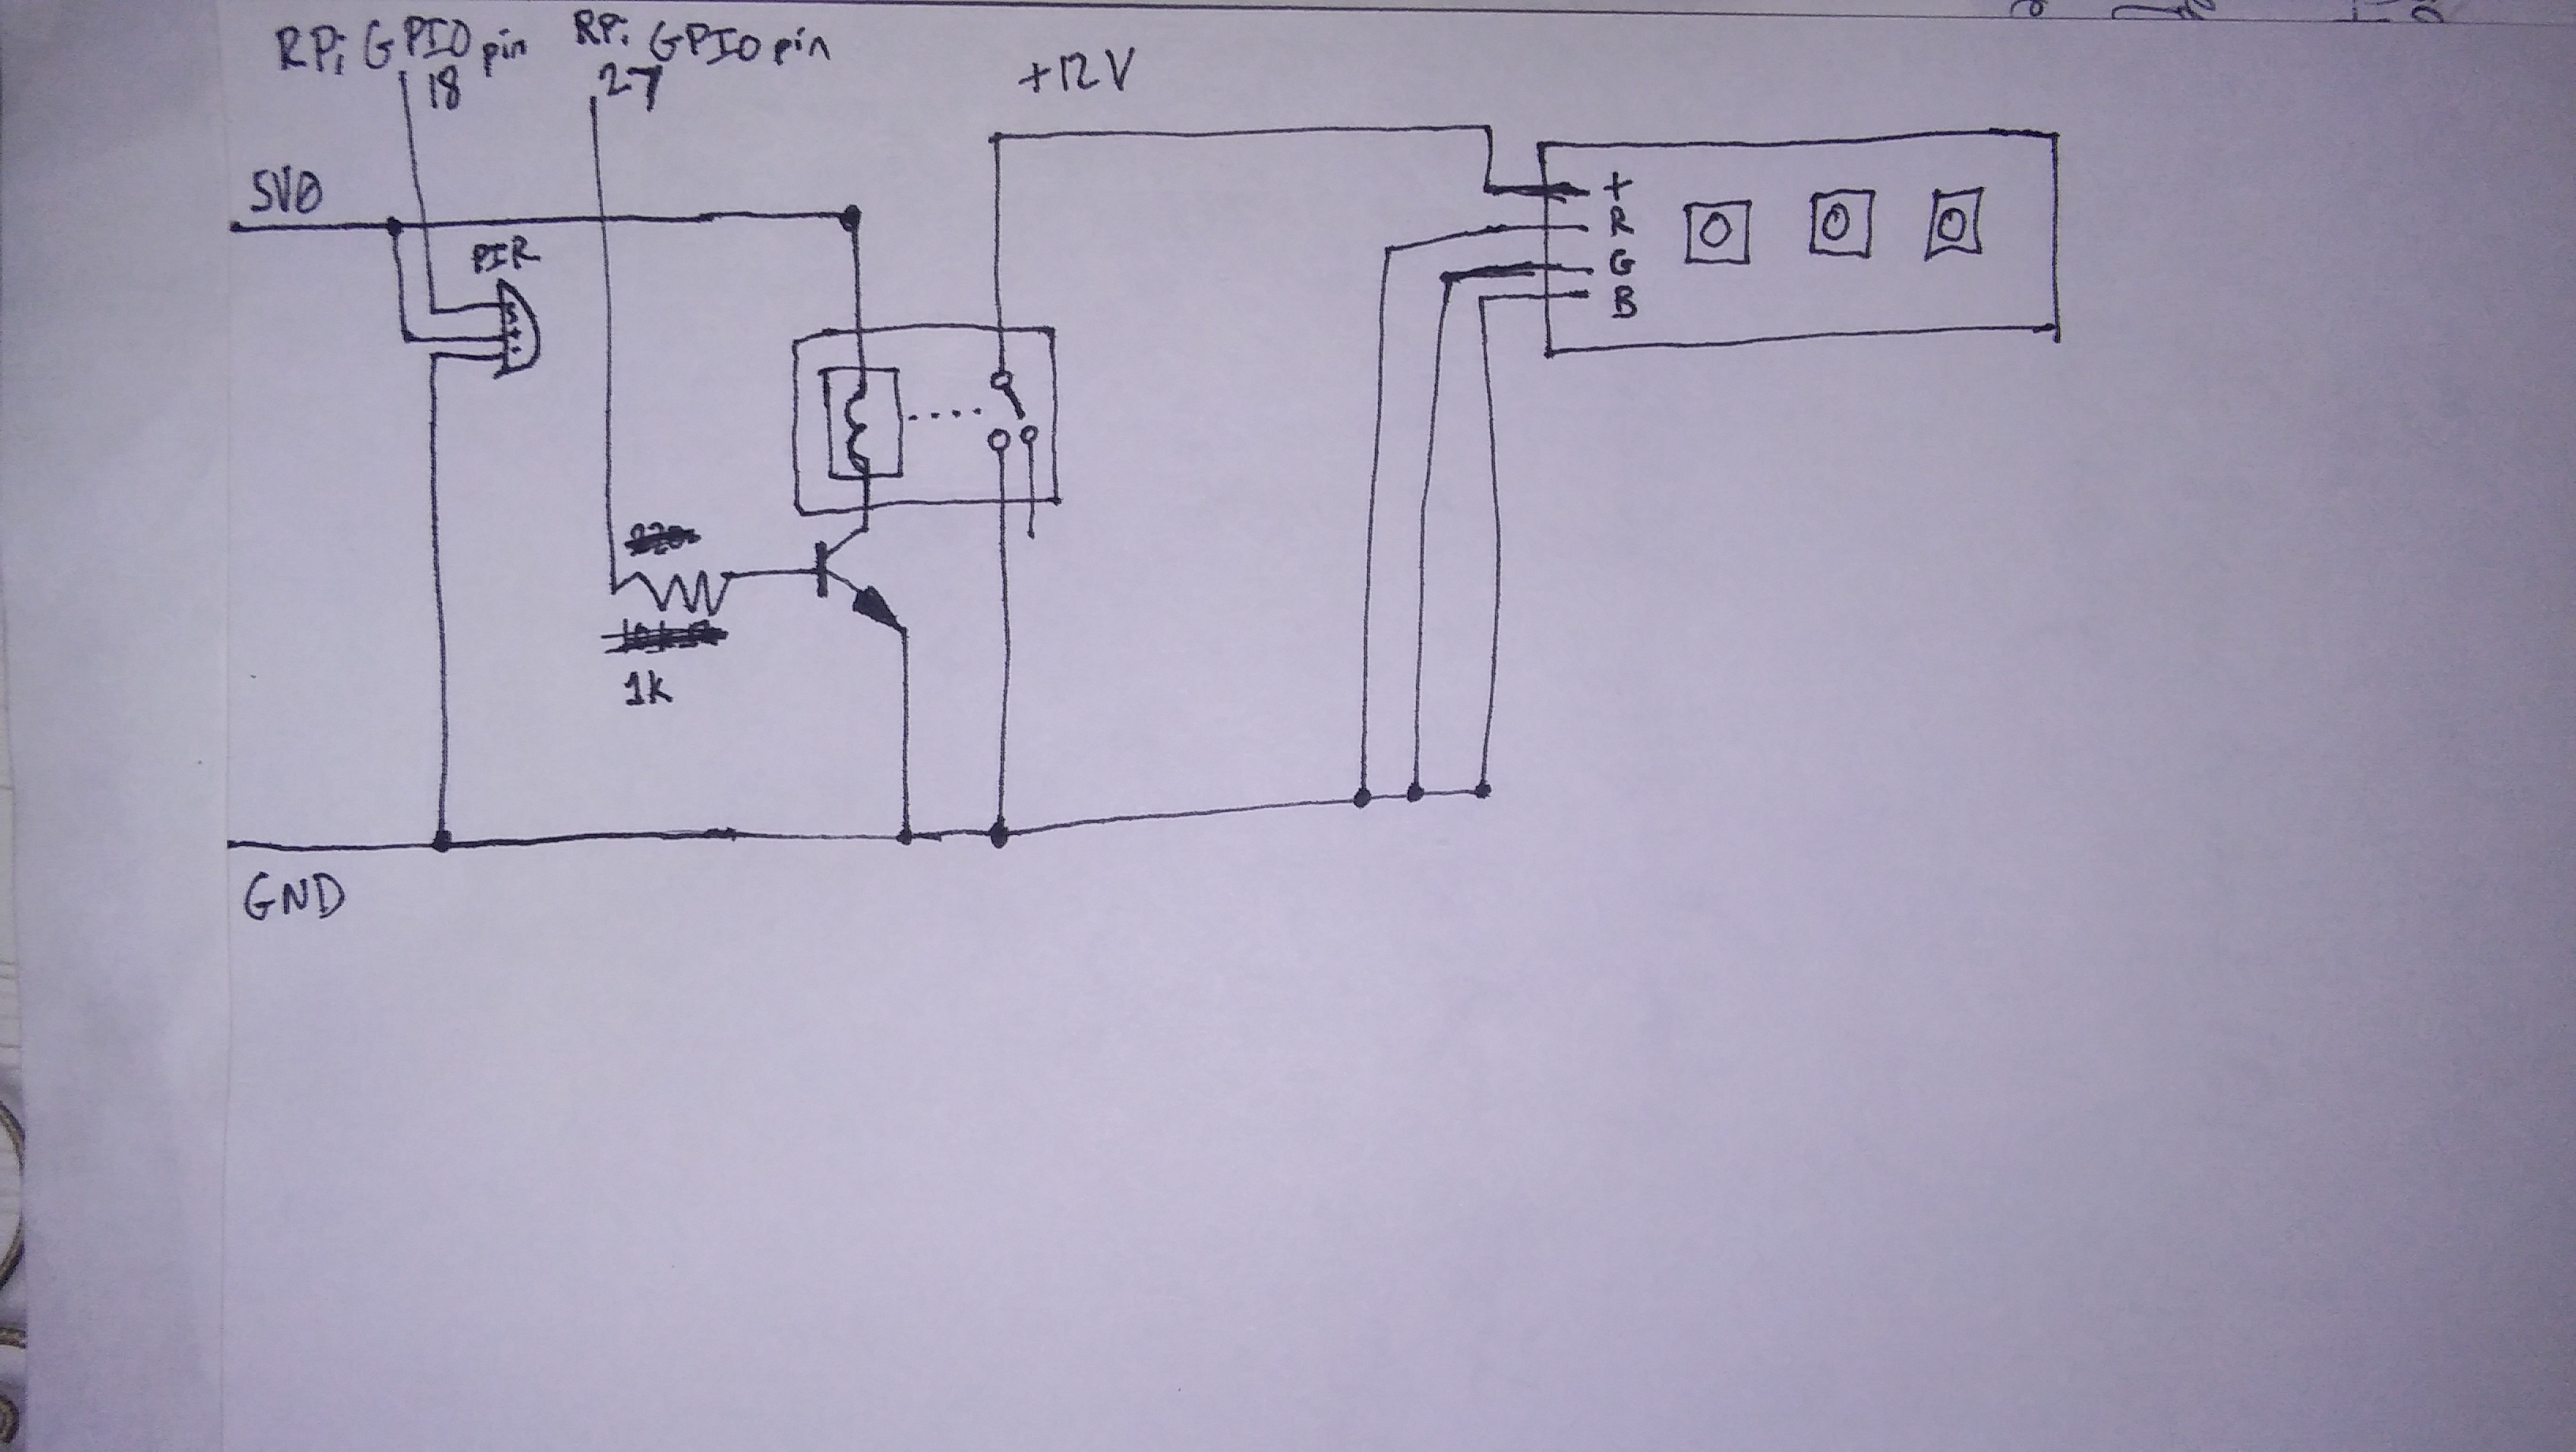 RPi GPIO pin
18
RPi GPIO pin
27
+12V
5V0
PIR
+
R
G
B
1k
GND